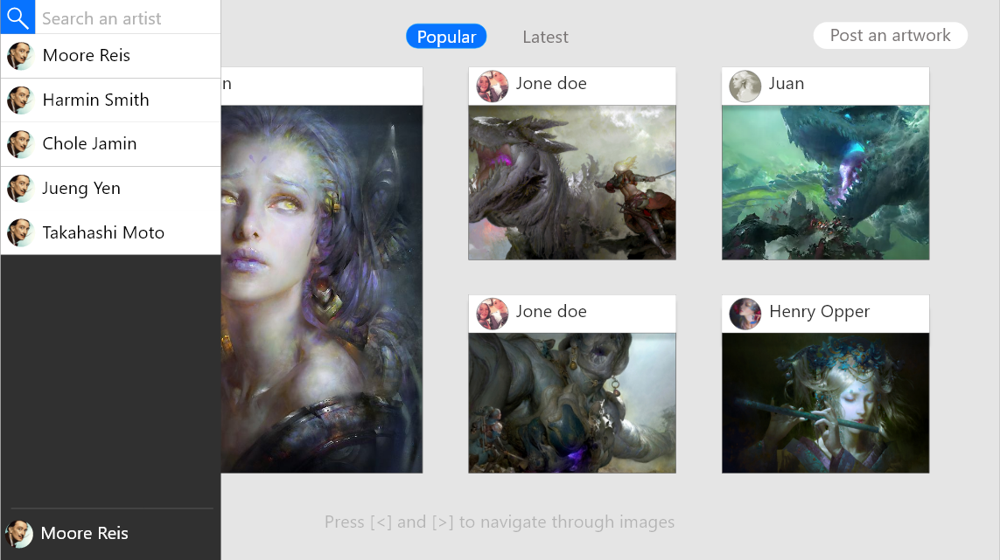 Search an artist
Moore Reis
Harmin Smith
Chole Jamin
Jueng Yen
Takahashi Moto
Moore Reis
Popular
Latest
Post an artwork
n
Jone doe
Juan
Jone doe
Henry Opper
Press [<] and [>] to navigate through images